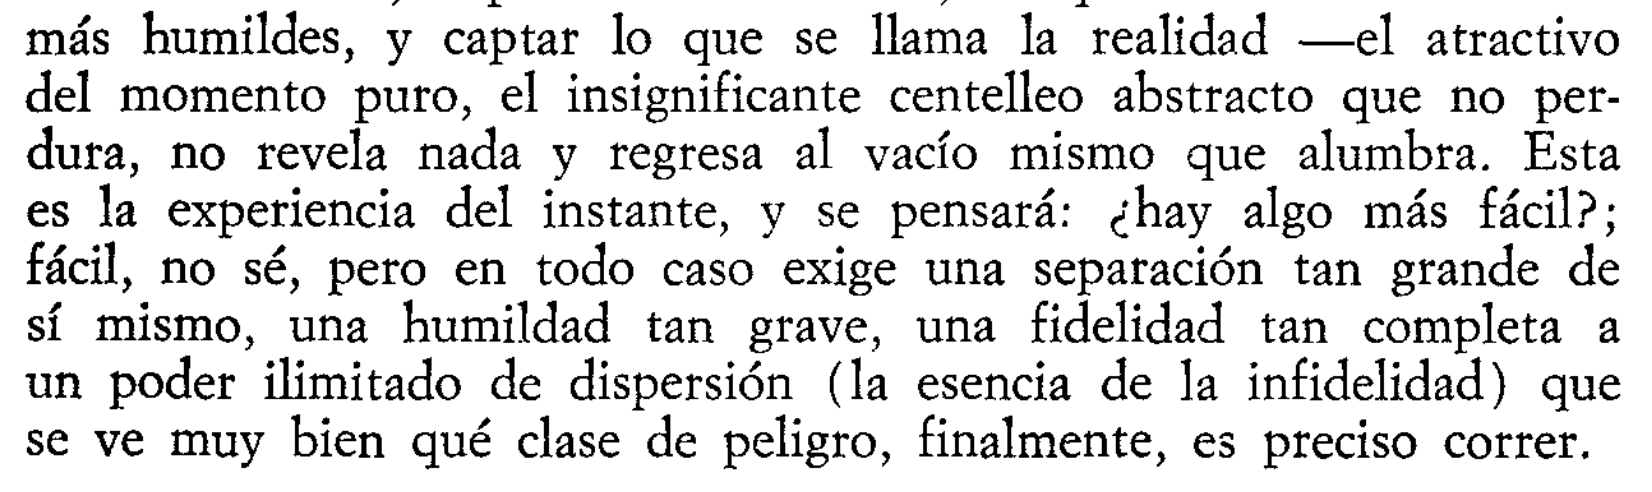 más humildes, y captar lo que se llama la realidad —el atractivo
del momento puro, el insignificante centelleo abstracto que no per-
dura, no revela nada y regresa al vacío mismo que alumbra. Esta
es la experiencia del instante, y se pensará: ¿hay algo más fácil?;
fácil, no sé, pero en todo caso exige una separación tan grande de
sí mismo, una humildad tan grave, una fidelidad tan completa a
un poder ilimitado de dispersión (la esencia de la infidelidad) que
se ve muy bien qué clase de peligro, finalmente, es preciso correr.